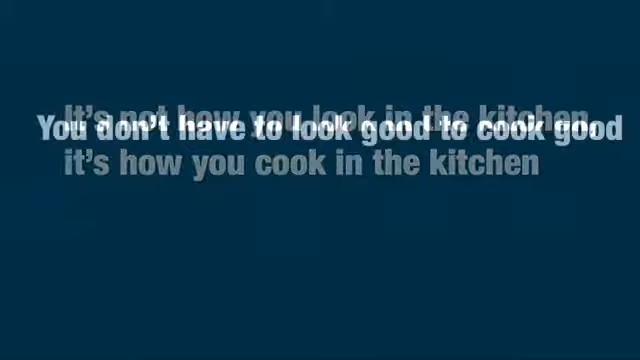 It's not how you look in the kitchen,
You don't have to look good to cook good
it's how you cook in the kitchen